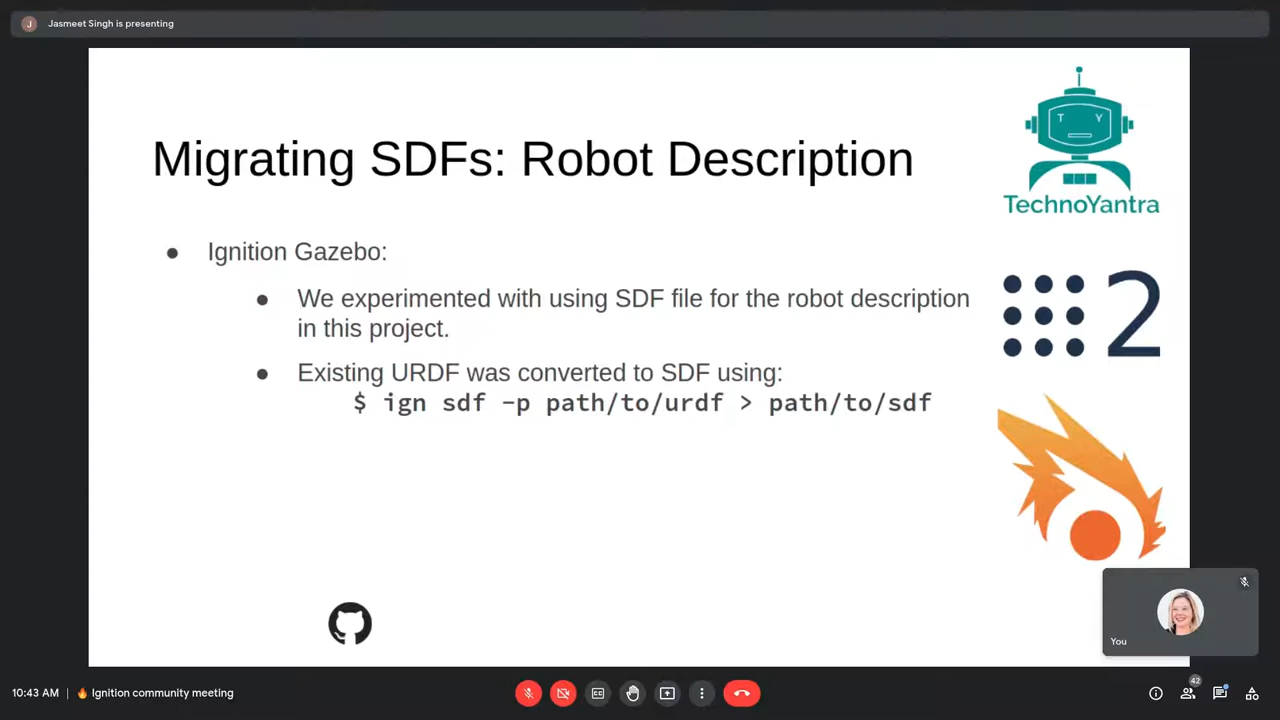 J Jasmeet Singh is presenting
Migrating SDFs: Robot Description
T Y
TechnoYantra
● Ignition Gazebo:
● We experimented with using SDF file for the robot description
in this project.
● Existing URDF was converted to SDF using:
$ ign sdf -p path/to/urdf > path/to/sdf
2
You
10:43 AM | 🔥 Ignition community meeting
CC
42